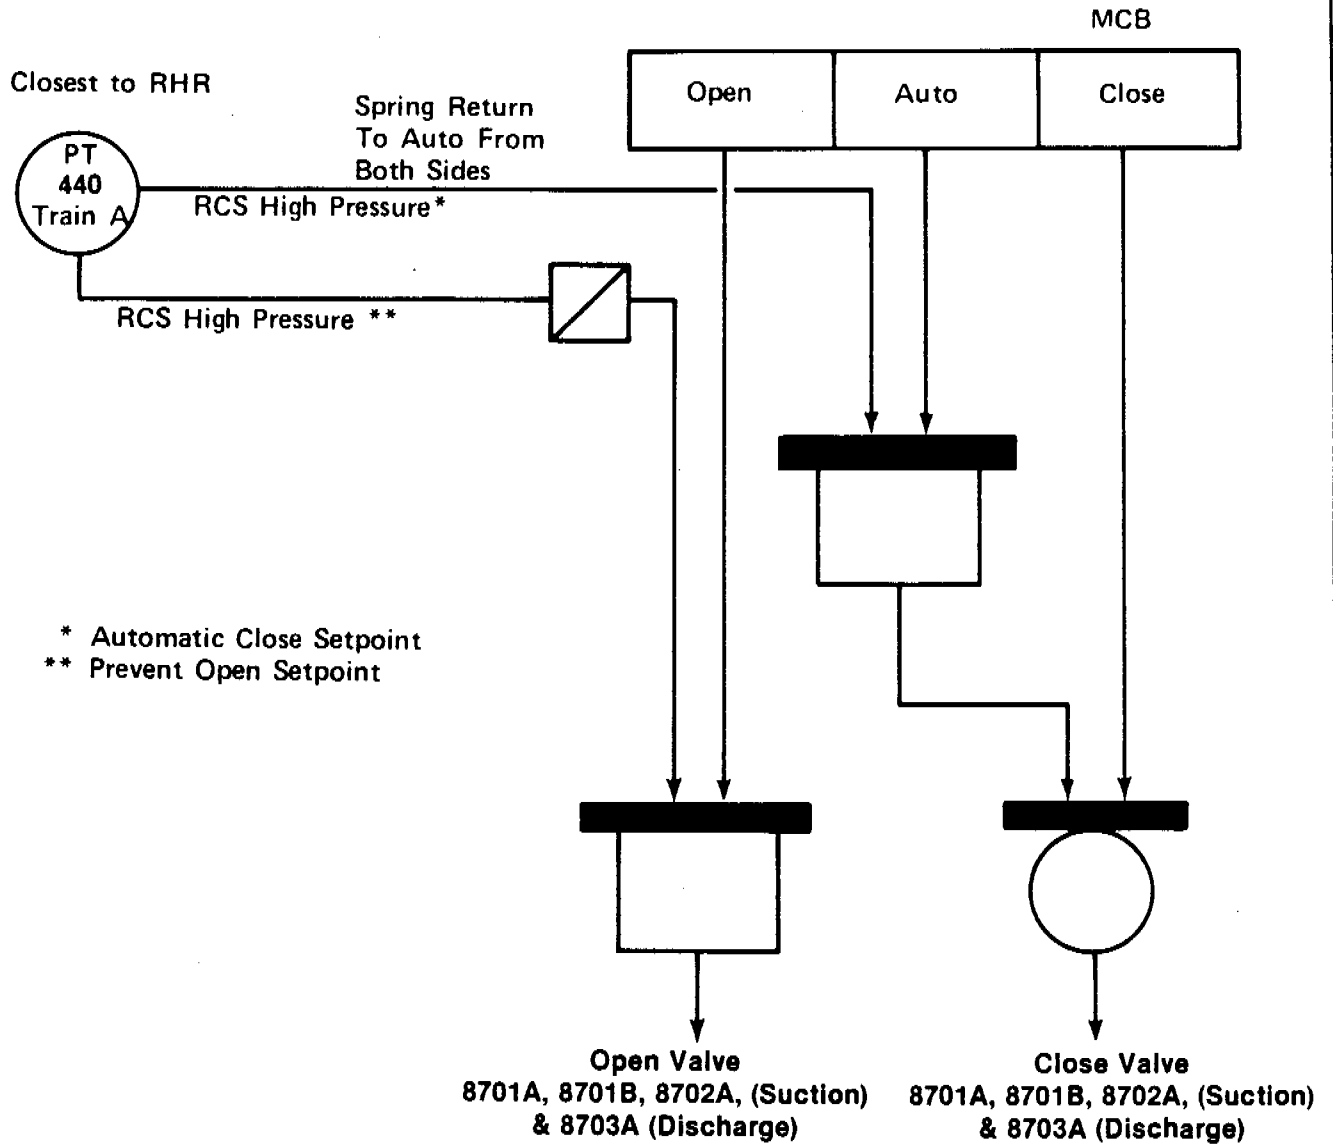 MCB
Closest to RHR
Open
Auto
Close
Spring Return
To Auto From
Both Sides
PT
440
Train A
RCS High Pressure*
RCS High Pressure **
* Automatic Close Setpoint
** Prevent Open Setpoint
Open Valve
8701A, 8701B, 8702A, (Suction)
& 8703A (Discharge)
Close Valve
8701A, 8701B, 8702A, (Suction)
& 8703A (Discharge)